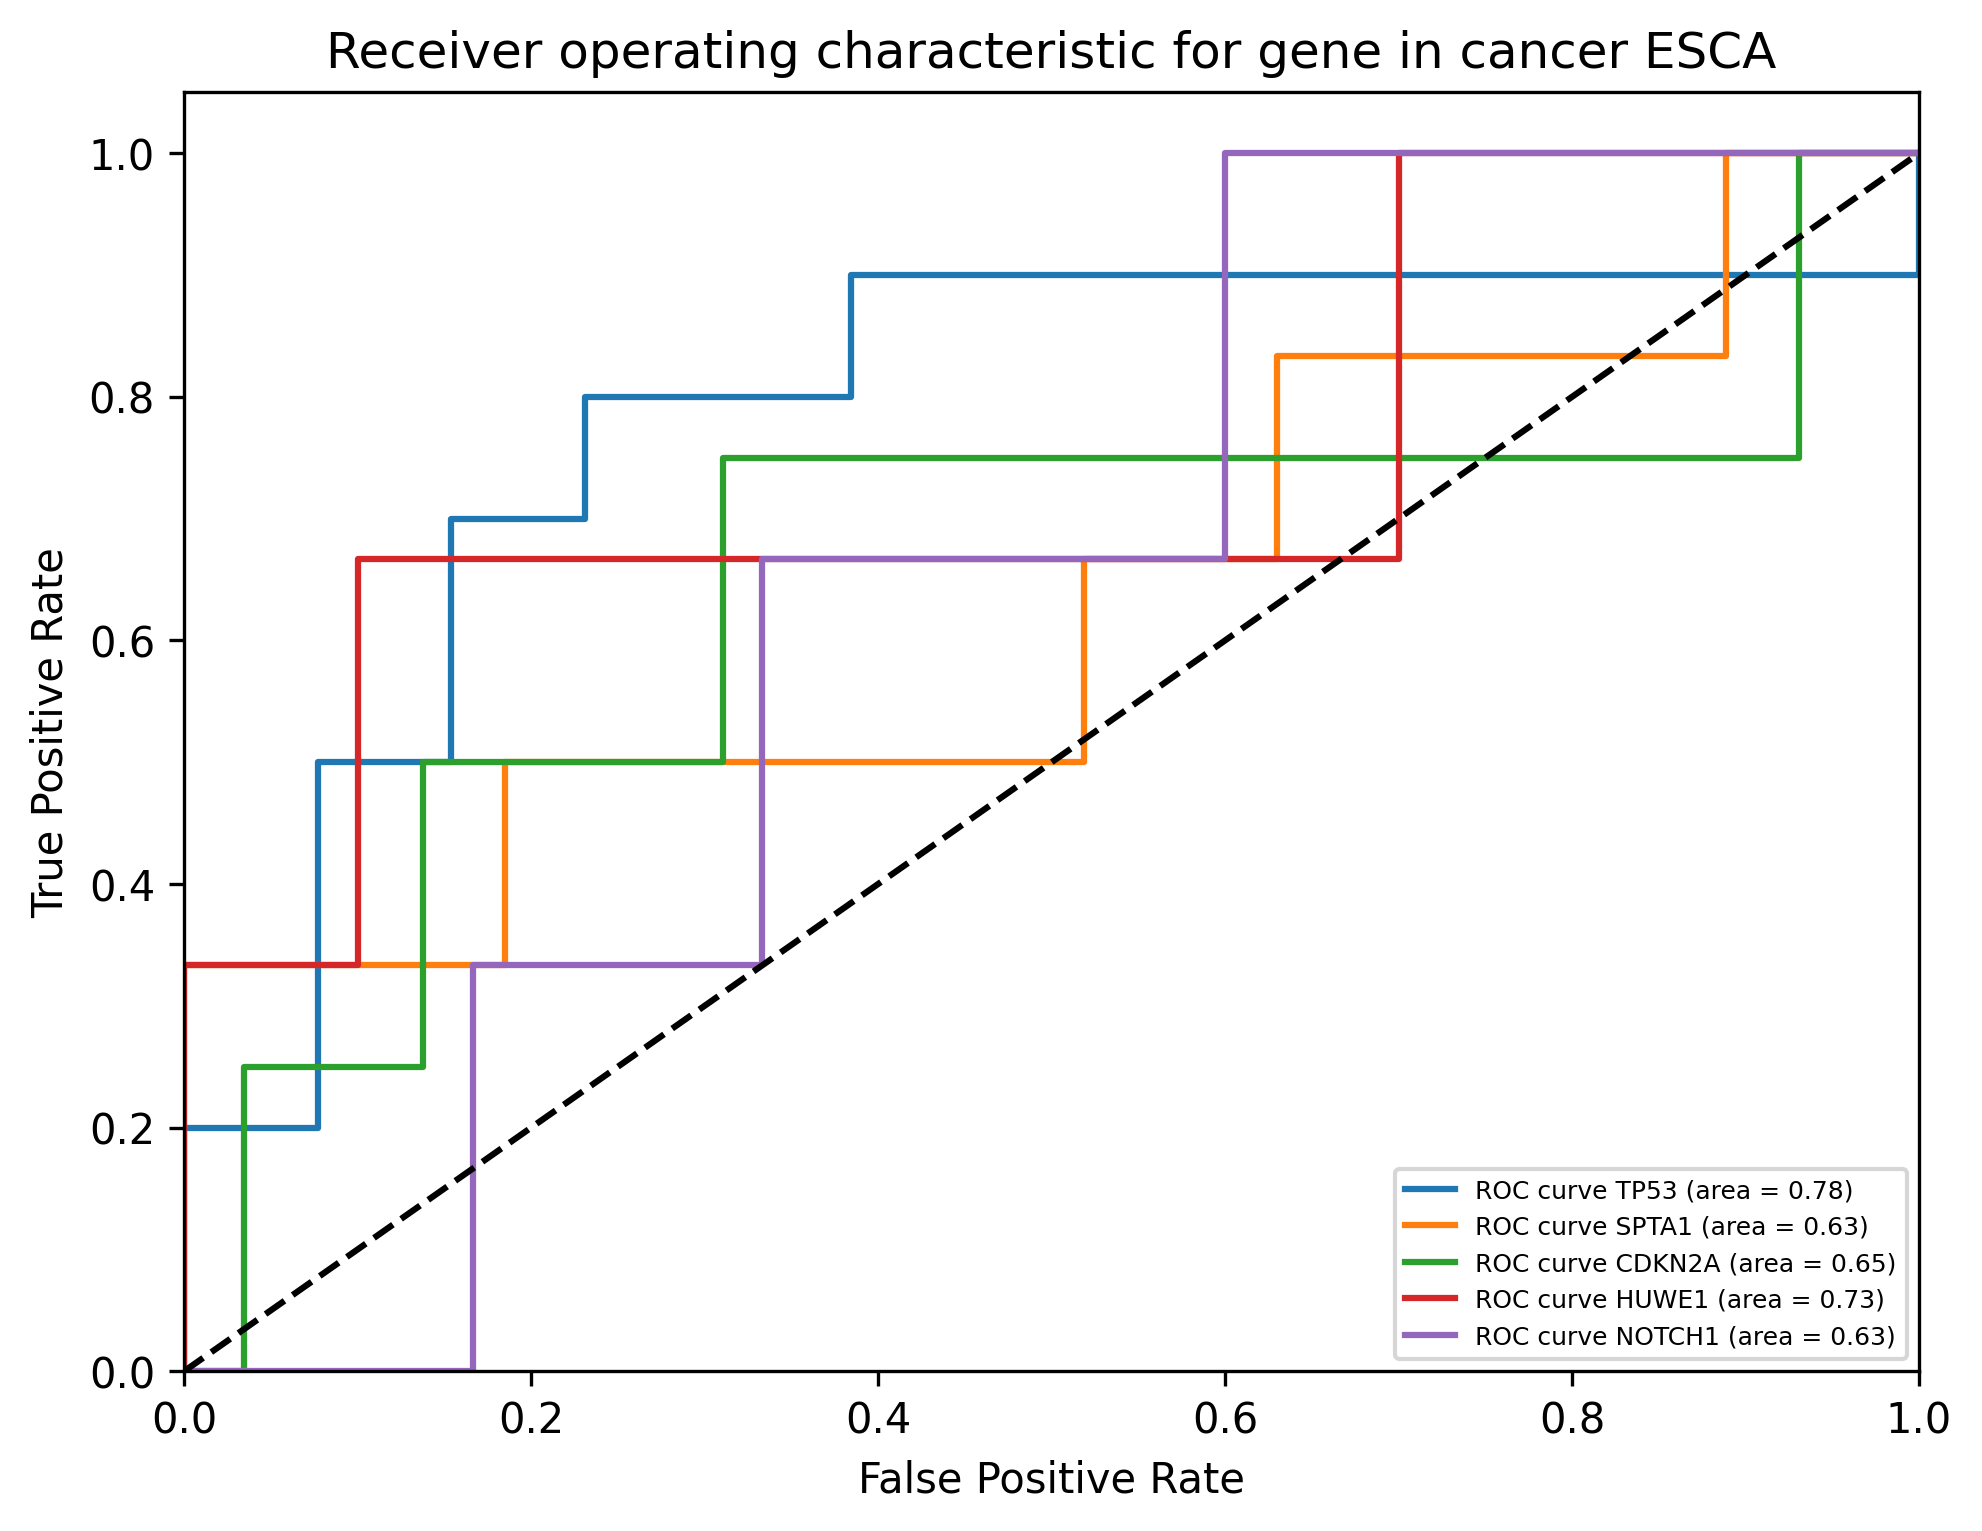 Receiver operating characteristic for gene in cancer ESCA
True Positive Rate
1.0
0.8
0.6
0.4
0.2
0.0
ROC curve TP53 (area = 0.78)
ROC curve SPTA1 (area = 0.63)
ROC curve CDKN2A (area = 0.65)
ROC curve HUWE1 (area = 0.73)
ROC curve NOTCH1 (area = 0.63)
0.0 0.2 0.4 0.6 0.8 1.0
False Positive Rate